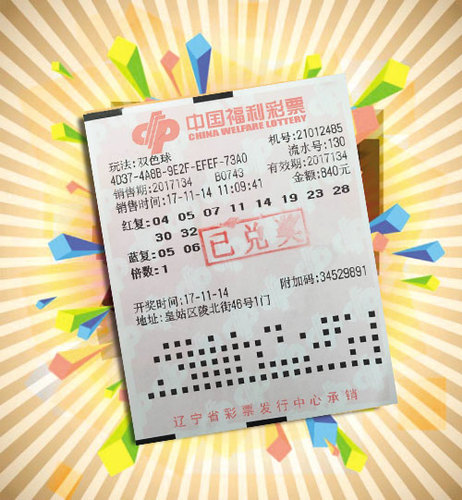 中国福利彩票
CHINA WELFARE LOTTERY
玩法:双色球 机号:21012485
4D37-4A8B-9E2F-EFEF-73A0 流水号:130
销售期:2017134 B0743 有效期:2017134
销售时间:17-11-14 11:09:41 金额:840元
红复: 04 05 07 11 14 19 23 28
30 32
蓝复: 05 06
倍数:1
已兑奖
开奖时间:17-11-14 附加码:34529891
地址:皇姑区陵北街46号1门
辽宁省彩票发行中心承销